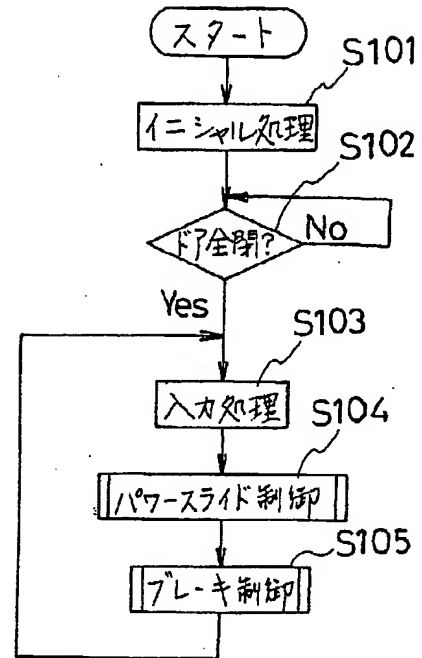 スタート
S101
イニシャル処理
S102
ドア全閉?
No
Yes
S103
入力処理
S104
パワースライド制御
S105
ブレーキ制御